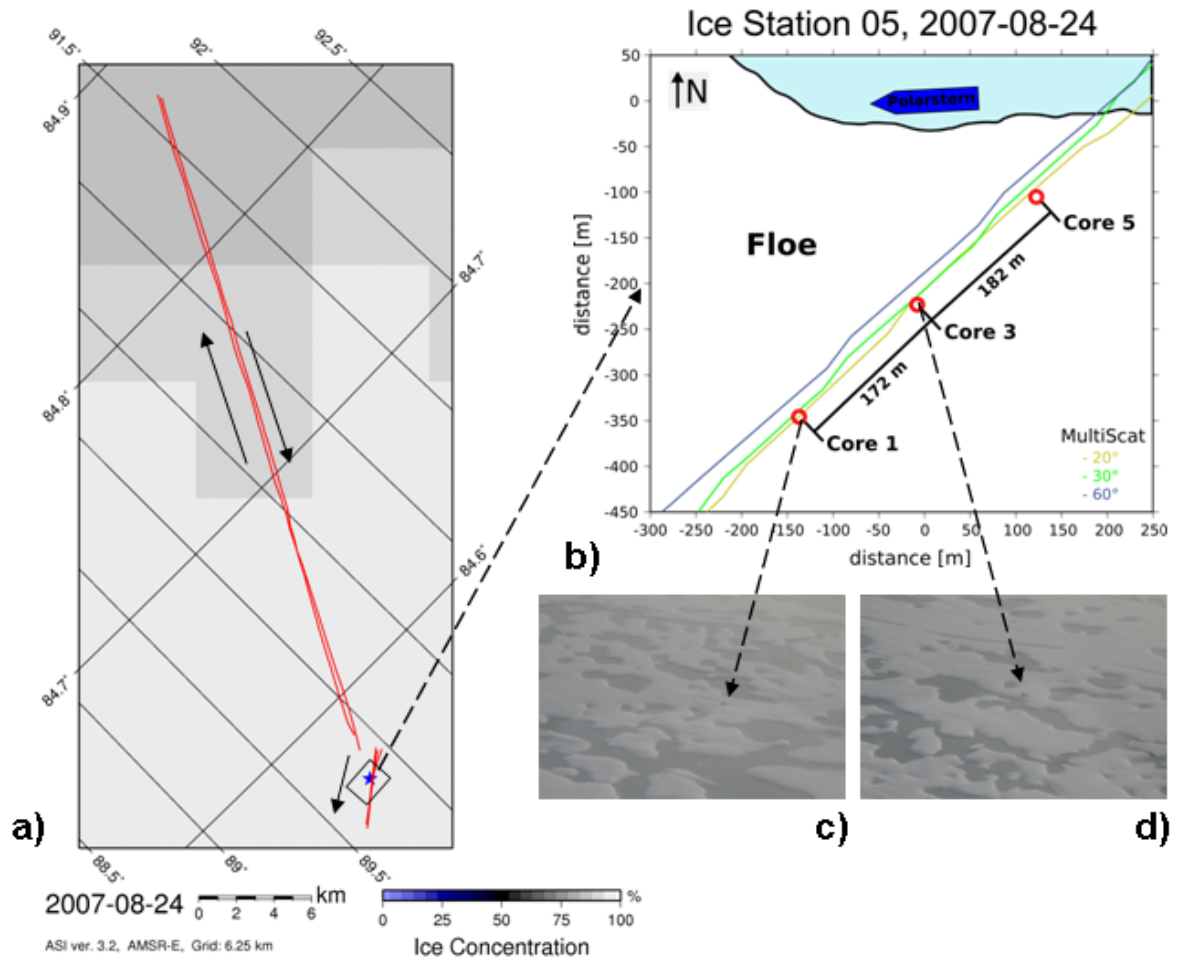 Ice Station 05, 2007-08-24
91.5°
92°
92.5°
84.9°
84.7°
84.8°
84.6°
84.7°
88.5°
89°
89.5°
a)
2007-08-24
0 2 4 6
km
ASI ver. 3.2, AMSR-E, Grid: 6.25 km
%
0 25 50 75 100
Ice Concentration
50
0
-50
-100
-150
-200
-250
-300
-350
-400
-450
distance [m]
N
Polarstern
Floe
Core 5
182 m
Core 3
172 m
Core 1
MultiScat
- 20°
- 30°
- 60°
-300 -250 -200 -150 -100 -50 0 50 100 150 200 250
distance [m]
b)
c)
d)